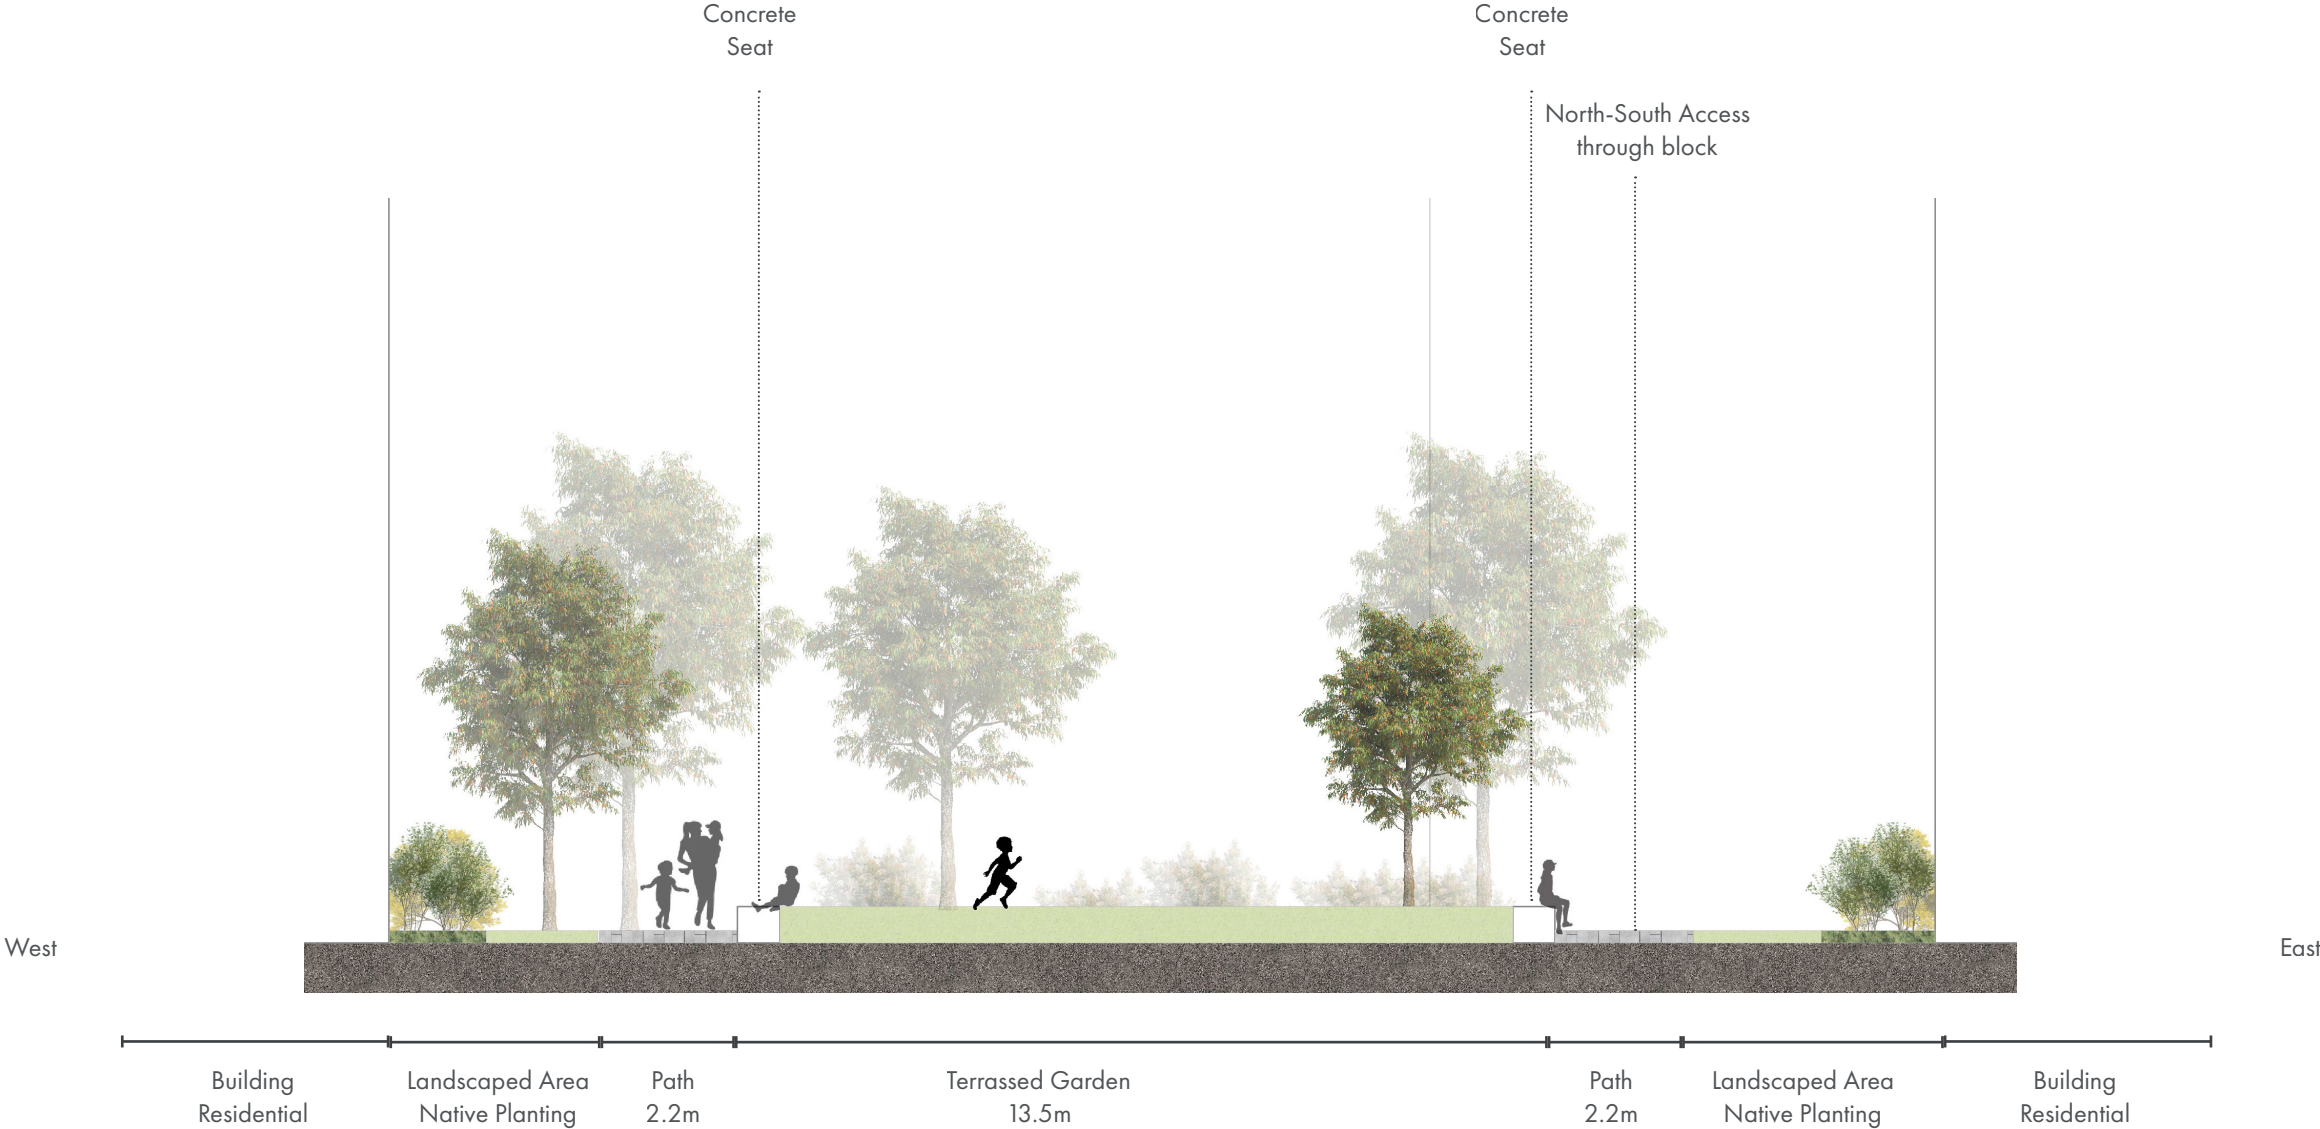 Concrete
Seat
Concrete
Seat
North-South Access
through block
West
East
Building
Residential
Landscaped Area
Native Planting
Path
2.2m
Terrassed Garden
13.5m
Path
2.2m
Landscaped Area
Native Planting
Building
Residential